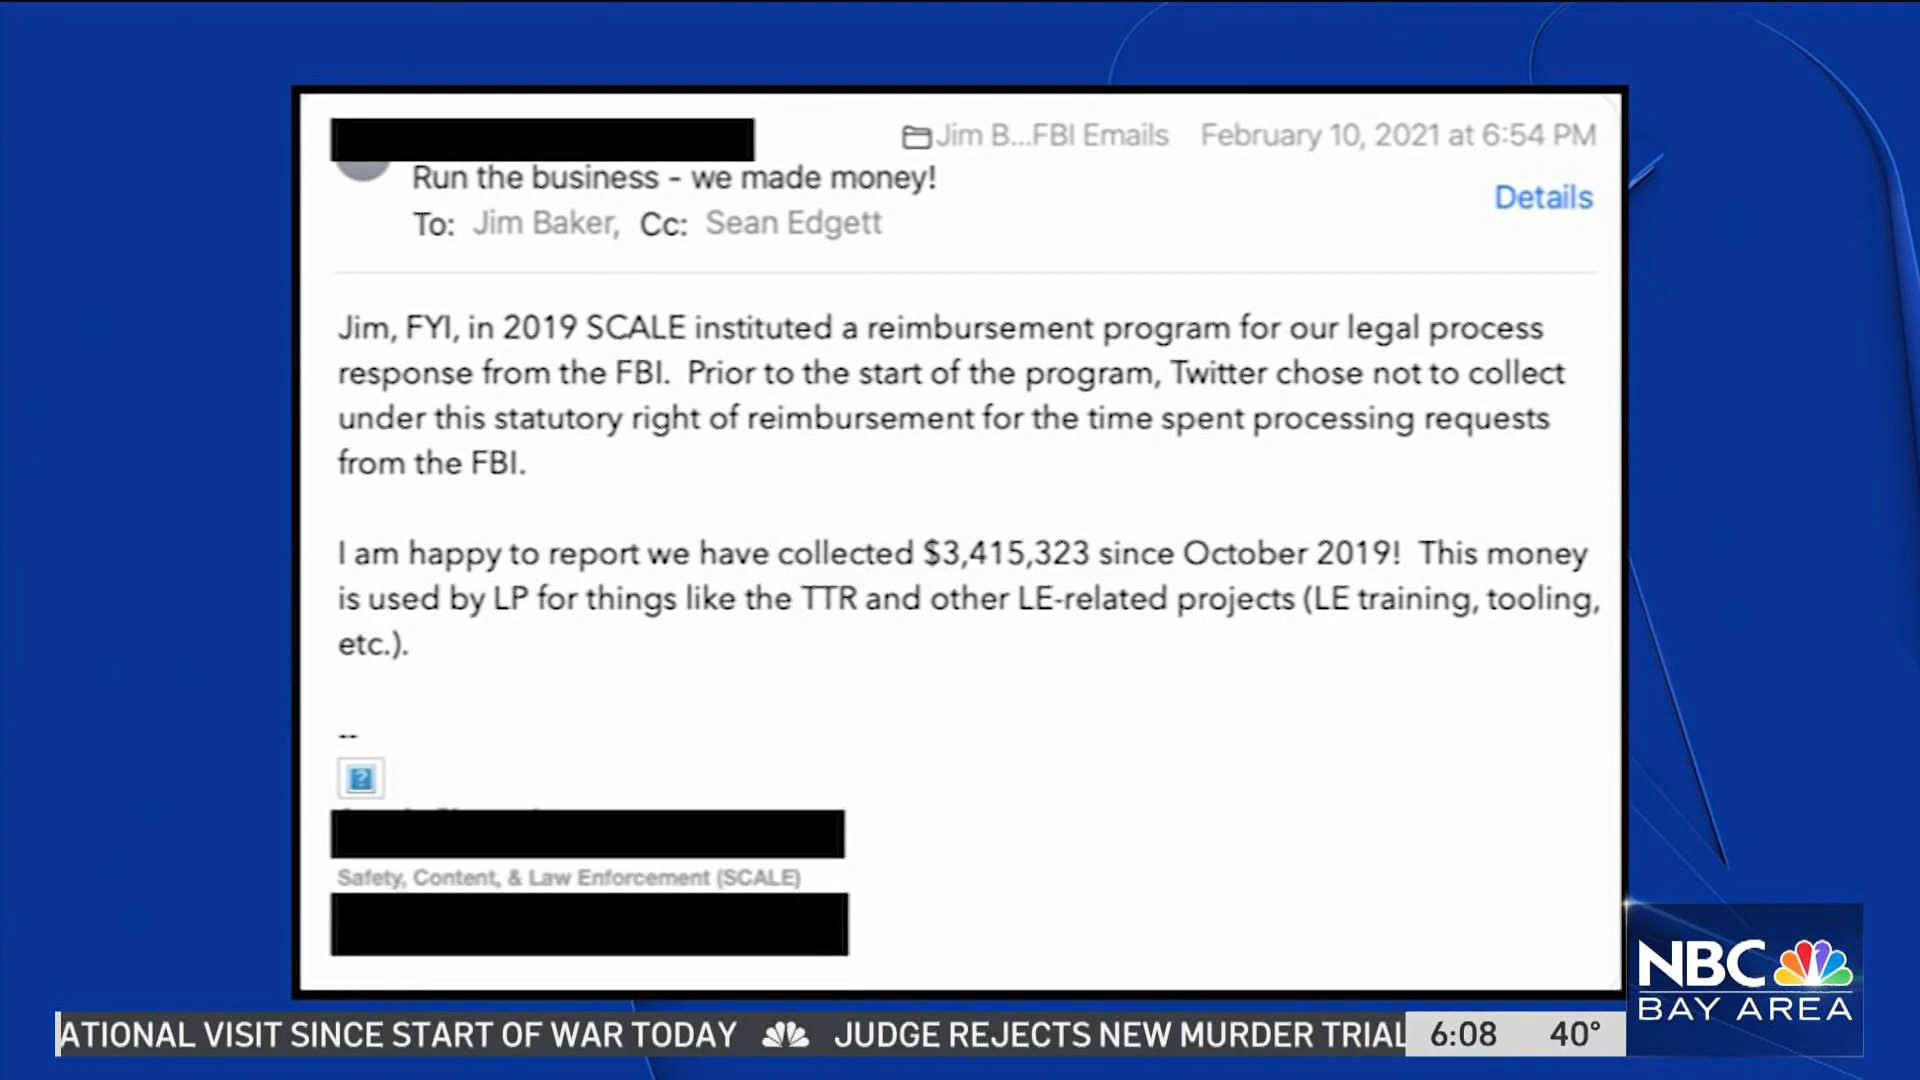 Jim B...FBI Emails February 10, 2021 at 6:54 PM
Run the business - we made money!
Details
To: Jim Baker, Cc: Sean Edgett
Jim, FYI, in 2019 SCALE instituted a reimbursement program for our legal process
response from the FBI. Prior to the start of the program, Twitter chose not to collect
under this statutory right of reimbursement for the time spent processing requests
from the FBI.
I am happy to report we have collected $3,415,323 since October 2019! This money
is used by LP for things like the TTR and other LE-related projects (LE training, tooling,
etc.).
--
?
Safety, Content, & Law Enforcement (SCALE)
NBC
BAY AREA
ATIONAL VISIT SINCE START OF WAR TODAY JUDGE REJECTS NEW MURDER TRIAL 6:08 40°